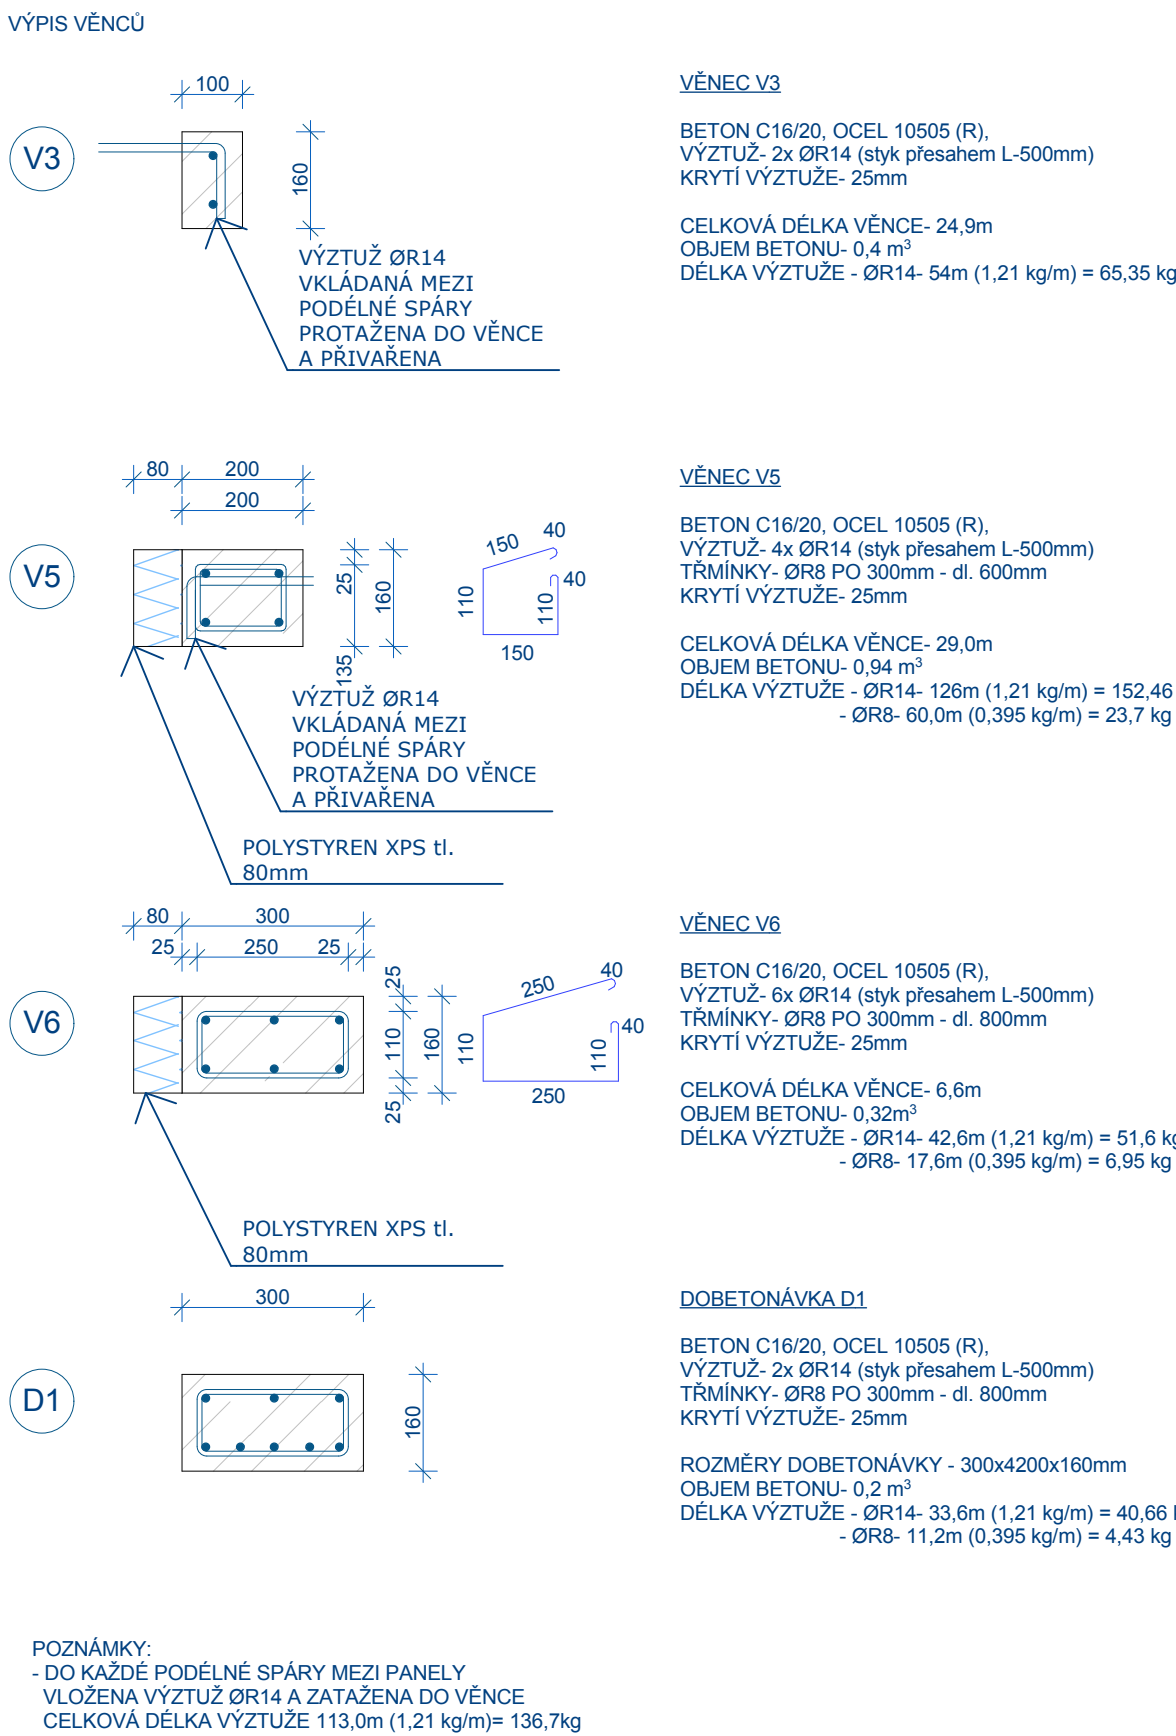 VÝPIS VĚNCŮ
100
V3
160
VÝZTUŽ ØR14
VKLÁDANÁ MEZI
PODÉLNÉ SPÁRY
PROTAŽENA DO VĚNCE
A PŘIVAŘENA
VĚNEC V3
BETON C16/20, OCEL 10505 (R),
VÝZTUŽ- 2x ØR14 (styk přesahem L-500mm)
KRYTÍ VÝZTUŽE- 25mm
CELKOVÁ DÉLKA VĚNCE- 24,9m
OBJEM BETONU- 0,4 m³
DÉLKA VÝZTUŽE - ØR14- 54m (1,21 kg/m) = 65,35 kg
80 200
200
V5
25
160
135
150 40
40
110
110
150
VÝZTUŽ ØR14
VKLÁDANÁ MEZI
PODÉLNÉ SPÁRY
PROTAŽENA DO VĚNCE
A PŘIVAŘENA
POLYSTYREN XPS tl.
80mm
VĚNEC V5
BETON C16/20, OCEL 10505 (R),
VÝZTUŽ- 4x ØR14 (styk přesahem L-500mm)
TŘMÍNKY- ØR8 PO 300mm - dl. 600mm
KRYTÍ VÝZTUŽE- 25mm
CELKOVÁ DÉLKA VĚNCE- 29,0m
OBJEM BETONU- 0,94 m³
DÉLKA VÝZTUŽE - ØR14- 126m (1,21 kg/m) = 152,46
- ØR8- 60,0m (0,395 kg/m) = 23,7 kg
80 300
25 250 25
V6
25
110
25
160
250 40
40
110
110
250
POLYSTYREN XPS tl.
80mm
VĚNEC V6
BETON C16/20, OCEL 10505 (R),
VÝZTUŽ- 6x ØR14 (styk přesahem L-500mm)
TŘMÍNKY- ØR8 PO 300mm - dl. 800mm
KRYTÍ VÝZTUŽE- 25mm
CELKOVÁ DÉLKA VĚNCE- 6,6m
OBJEM BETONU- 0,32m³
DÉLKA VÝZTUŽE - ØR14- 42,6m (1,21 kg/m) = 51,6 kg
- ØR8- 17,6m (0,395 kg/m) = 6,95 kg
300
D1
160
DOBETONÁVKA D1
BETON C16/20, OCEL 10505 (R),
VÝZTUŽ- 2x ØR14 (styk přesahem L-500mm)
TŘMÍNKY- ØR8 PO 300mm - dl. 800mm
KRYTÍ VÝZTUŽE- 25mm
ROZMĚRY DOBETONÁVKY - 300x4200x160mm
OBJEM BETONU- 0,2 m³
DÉLKA VÝZTUŽE - ØR14- 33,6m (1,21 kg/m) = 40,66
- ØR8- 11,2m (0,395 kg/m) = 4,43 kg
POZNÁMKY:
- DO KAŽDÉ PODÉLNÉ SPÁRY MEZI PANELY
VLOŽENA VÝZTUŽ ØR14 A ZATAŽENA DO VĚNCE
CELKOVÁ DÉLKA VÝZTUŽE 113,0m (1,21 kg/m)= 136,7kg